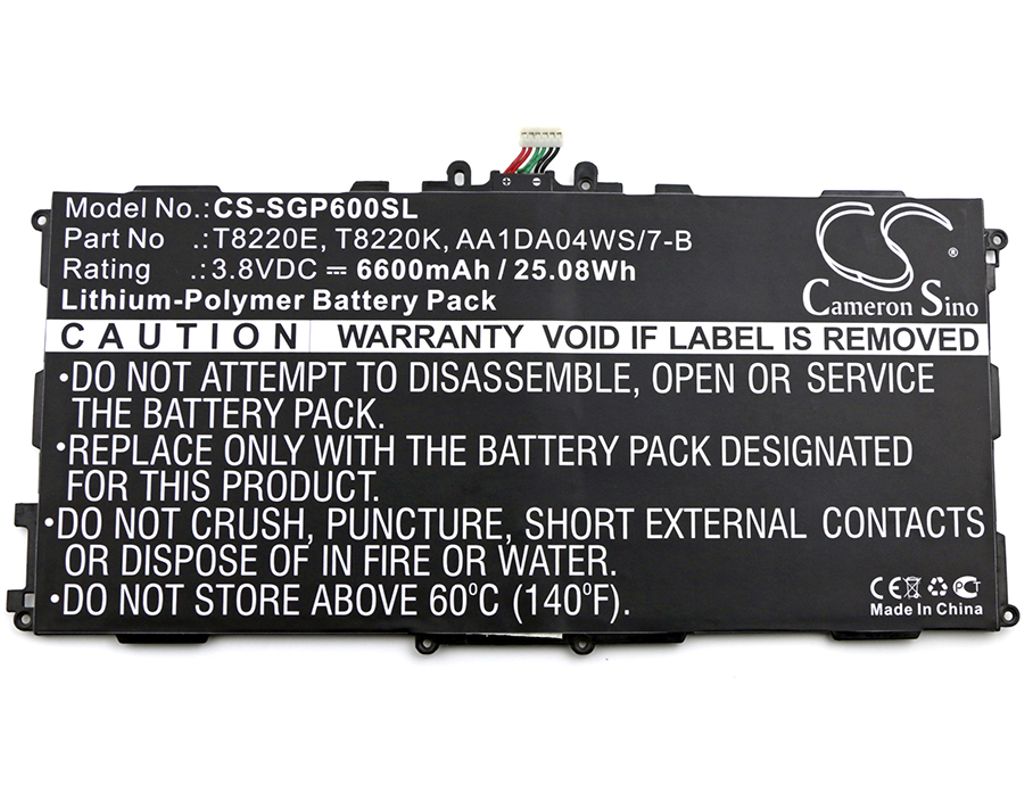 Model No.: CS-SGP600SL
Part No .: T8220E, T8220K, AA1DA04WS/7-B
Rating .: 3.8VDC ⎓ 6600mAh / 25.08Wh
Lithium-Polymer Battery Pack
CS ®
Cameron Sino
CAUTION WARRANTY VOID IF LABEL IS REMOVED
•DO NOT ATTEMPT TO DISASSEMBLE, OPEN OR SERVICE
THE BATTERY PACK.
•REPLACE ONLY WITH THE BATTERY PACK DESIGNATED
FOR THIS PRODUCT.
•DO NOT CRUSH, PUNCTURE, SHORT EXTERNAL CONTACTS
OR DISPOSE OF IN FIRE OR WATER.
•DO NOT STORE ABOVE 60°C (140°F).
CE PCT
Made In China